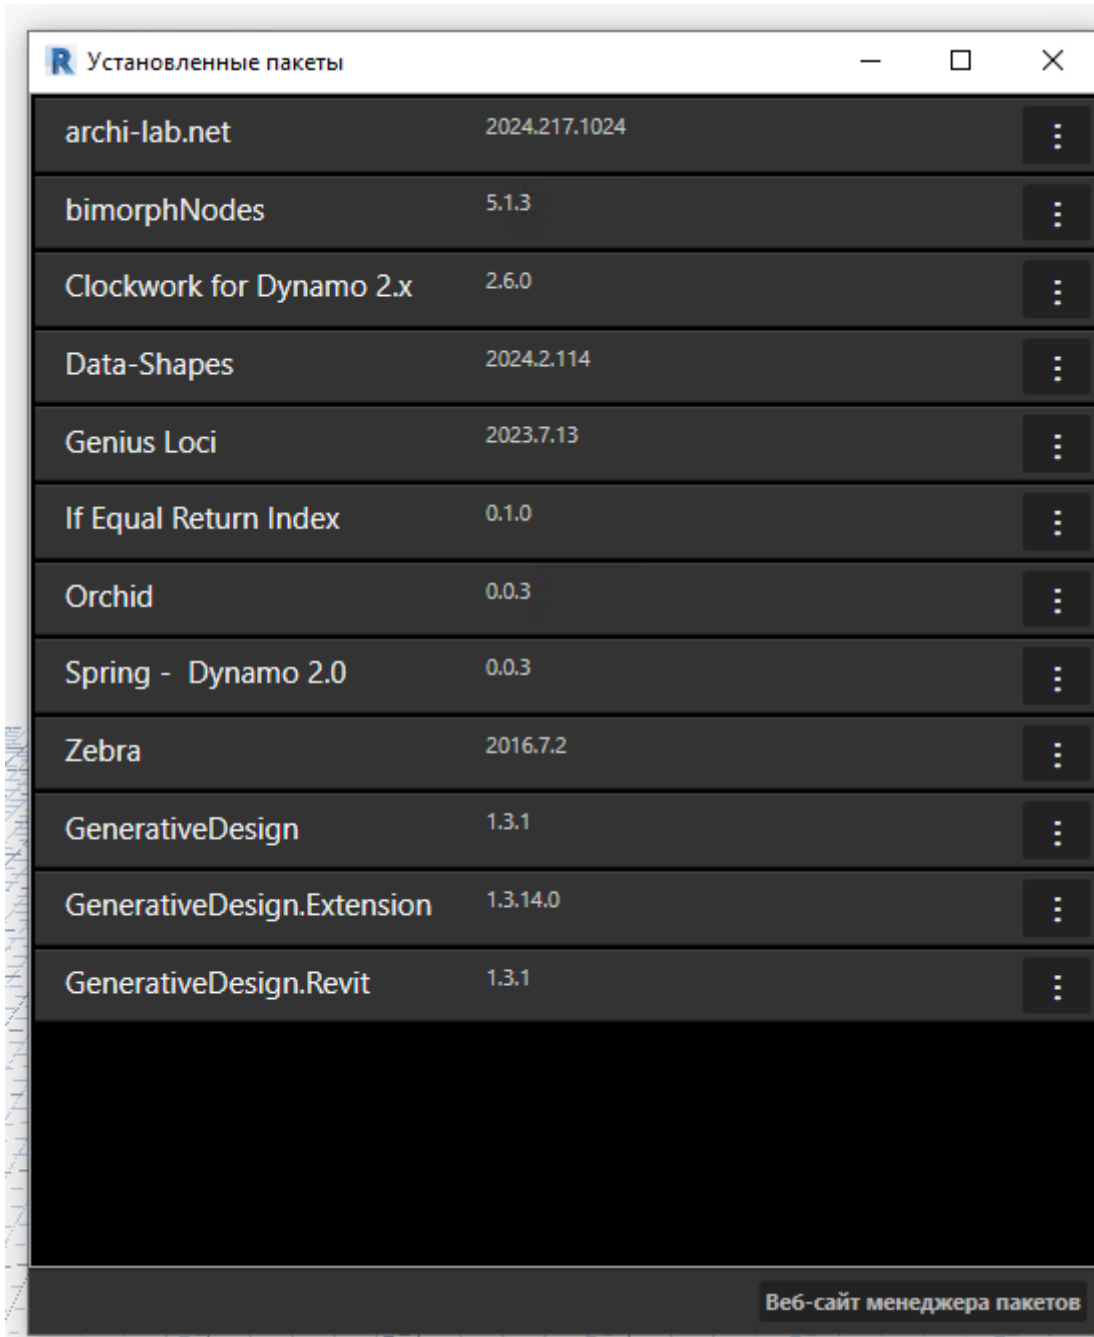 R Установленные пакеты
archi-lab.net 2024.217.1024
bimorphNodes 5.1.3
Clockwork for Dynamo 2.x 2.6.0
Data-Shapes 2024.2.114
Genius Loci 2023.7.13
If Equal Return Index 0.1.0
Orchid 0.0.3
Spring -  Dynamo 2.0 0.0.3
Zebra 2016.7.2
GenerativeDesign 1.3.1
GenerativeDesign.Extension 1.3.14.0
GenerativeDesign.Revit 1.3.1
Веб-сайт менеджера пакетов